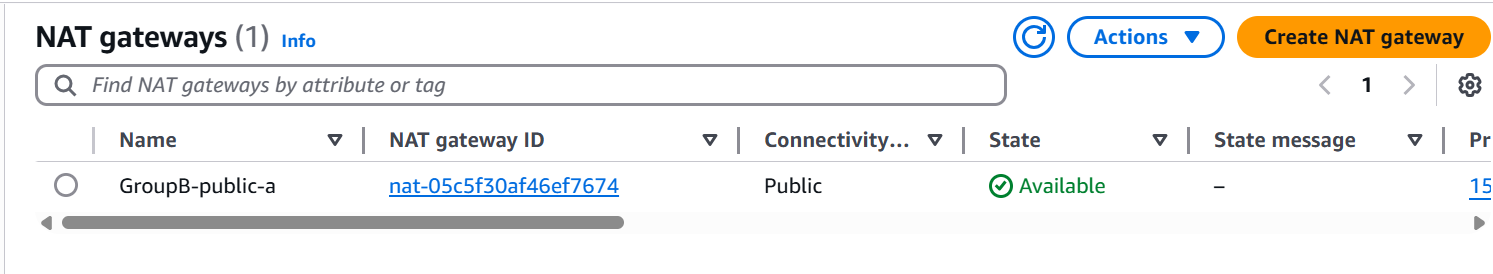 NAT gateways (1) Info Actions Create NAT gateway
Find NAT gateways by attribute or tag 1
Name NAT gateway ID Connectivity... State State message Pr
GroupB-public-a nat-05c5f30af46ef7674 Public Available – 15